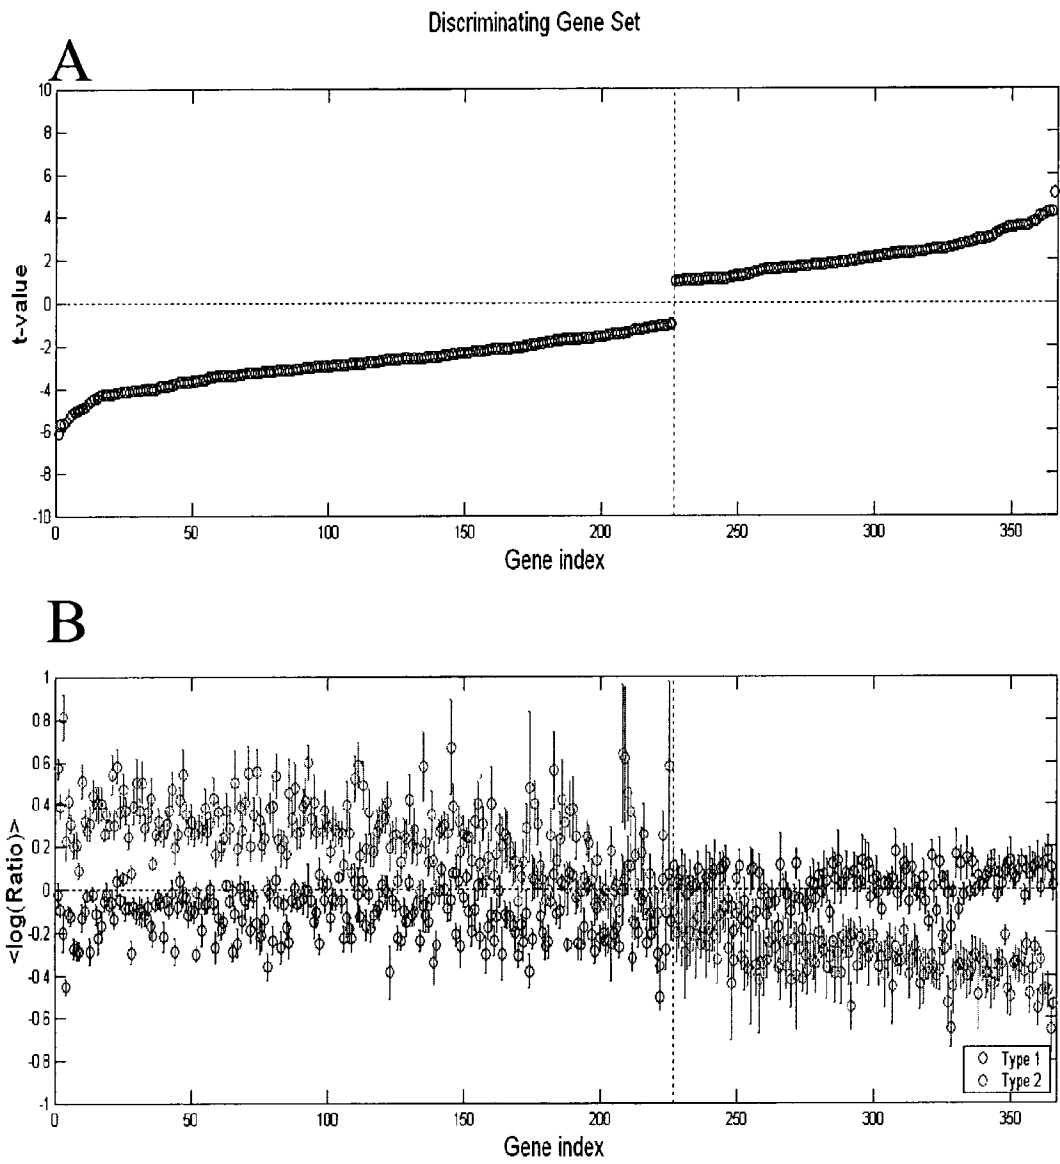 Discriminating Gene Set
A
10
8
6
4
2
0
-2
-4
-6
-8
-10
t-value
0 50 100 150 200 250 300 350
Gene index
B
1
0.8
0.6
0.4
0.2
0
-0.2
-0.4
-0.6
-0.8
-1
<log(Ratio)>
0 50 100 150 200 250 300 350
Gene index
Type 1
Type 2